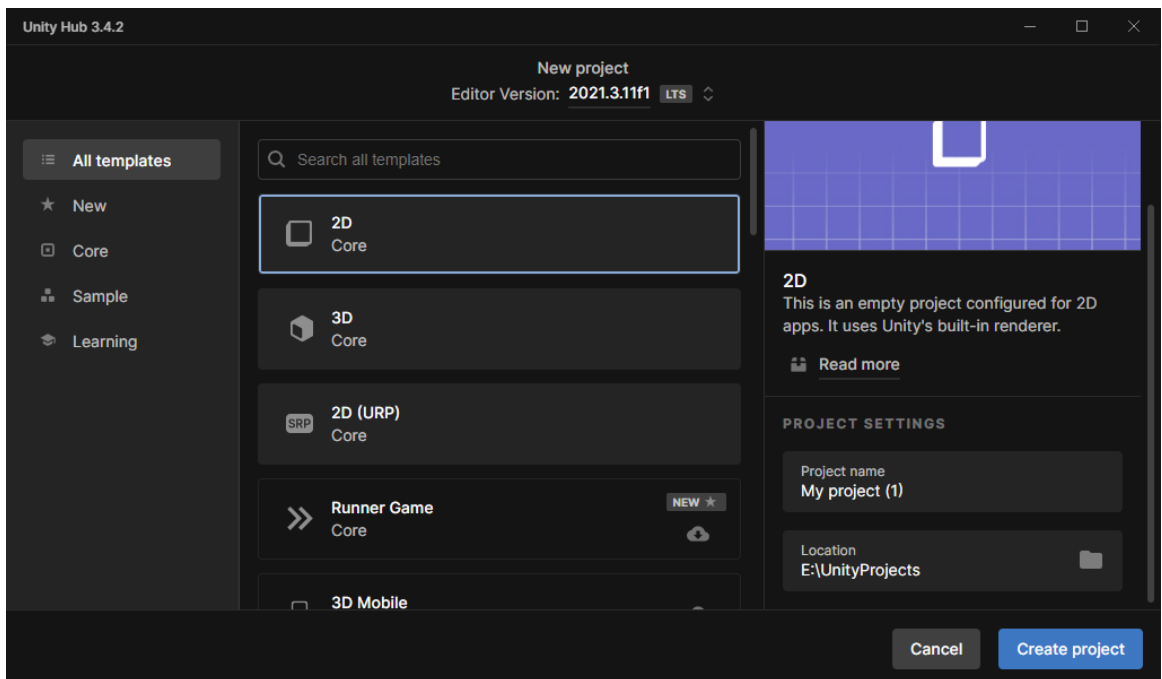 Unity Hub 3.4.2
New project
Editor Version: 2021.3.11f1 LTS
All templates
New
Core
Sample
Learning
Search all templates
2D
Core
3D
Core
SRP
2D (URP)
Core
Runner Game
Core
NEW
3D Mobile
2D
This is an empty project configured for 2D
apps. It uses Unity's built-in renderer.
Read more
PROJECT SETTINGS
Project name
My project (1)
Location
E:\UnityProjects
Cancel
Create project